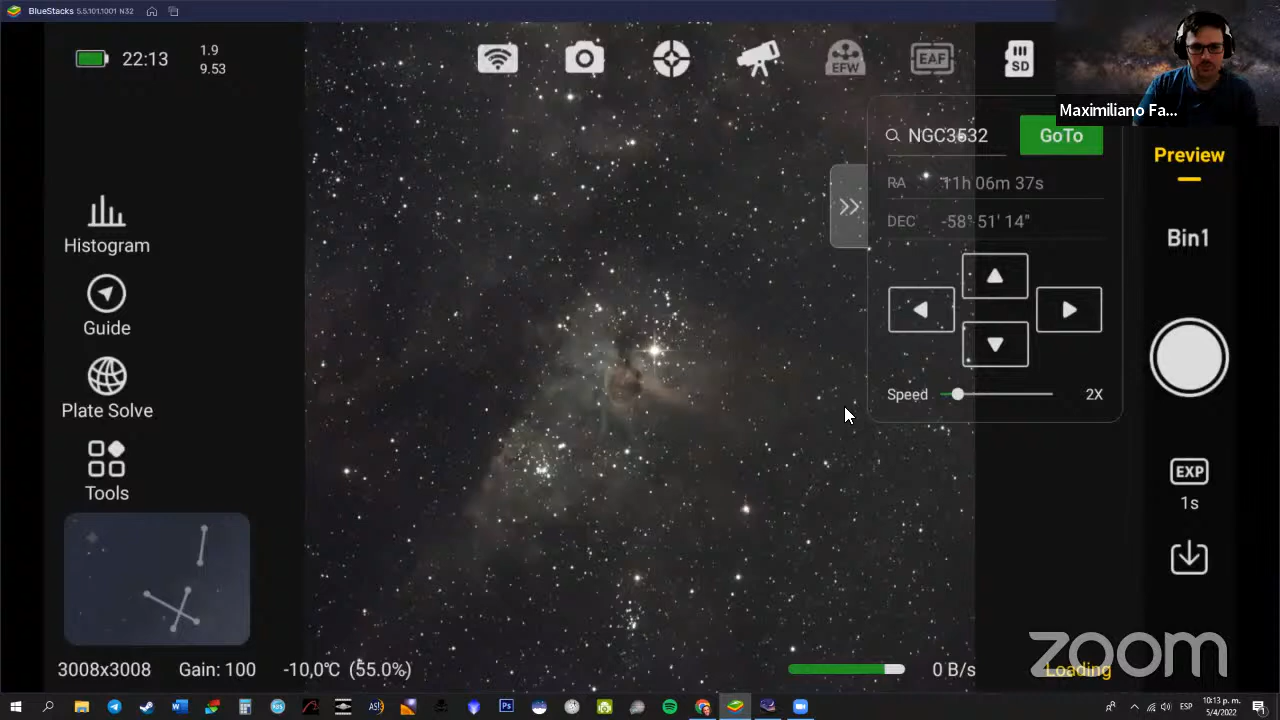 BlueStacks 5.5.101.1001 N32
22:13
1.9
9.53
EFW
EAF
SD
Maximiliano Fa...
NGC3532
GoTo
Preview
RA 11h 06m 37s
DEC -58° 51' 14"
Bin1
Histogram
Guide
Plate Solve
Tools
Speed
2X
EXP
1s
3008x3008
Gain: 100
-10,0℃ (55.0%)
0 B/s
Loading
zoom
Ps
ESP
10:13 p. m.
5/4/2022